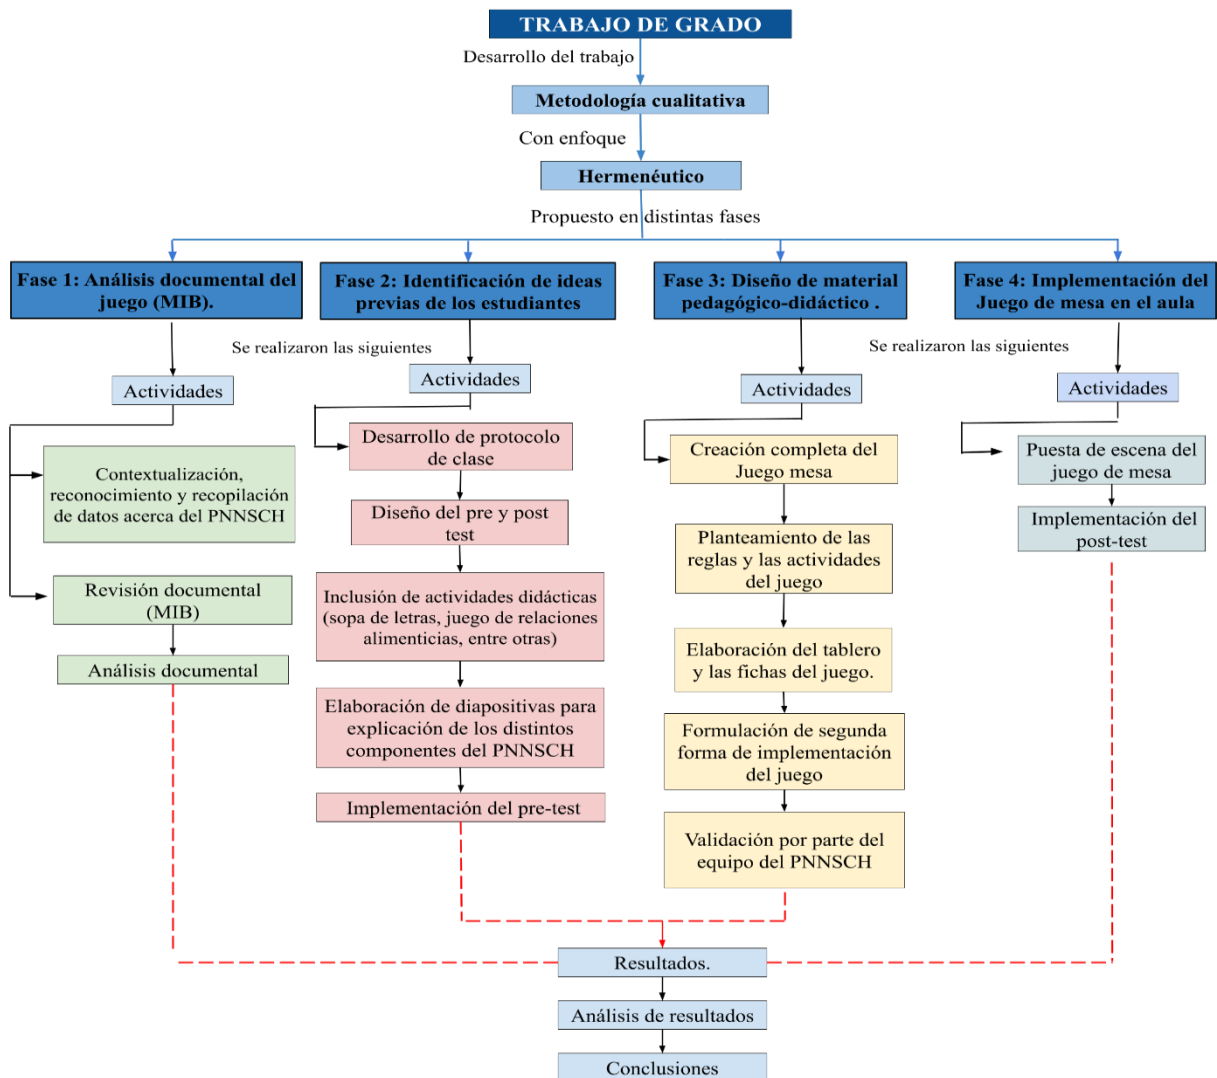 TRABAJO DE GRADO
Desarrollo del trabajo
Metodología cualitativa
Con enfoque
Hermenéutico
Propuesto en distintas fases
Fase 1: Análisis documental del
juego (MIB).
Fase 2: Identificación de ideas
previas de los estudiantes
Fase 3: Diseño de material
pedagógico-didáctico .
Fase 4: Implementación del
Juego de mesa en el aula
Se realizaron las siguientes
Se realizaron las siguientes
Actividades
Actividades
Actividades
Actividades
Contextualización,
reconocimiento y recopilación
de datos acerca del PNNSCH
Revisión documental
(MIB)
Análisis documental
Desarrollo de protocolo
de clase
Diseño del pre y post
test
Inclusión de actividades didácticas
(sopa de letras, juego de relaciones
alimenticias, entre otras)
Elaboración de diapositivas para
explicación de los distintos
componentes del PNNSCH
Implementación del pre-test
Creación completa del
Juego mesa
Planteamiento de las
reglas y las actividades
del juego
Elaboración del tablero
y las fichas del juego.
Formulación de segunda
forma de implementación
del juego
Validación por parte del
equipo del PNNSCH
Puesta de escena del
juego de mesa
Implementación del
post-test
Resultados.
Análisis de resultados
Conclusiones